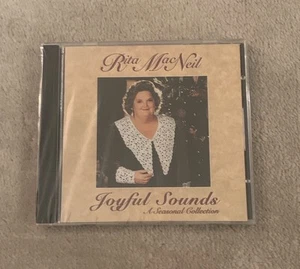 Rita MacNeil
Joyful Sounds
A Seasonal Collection